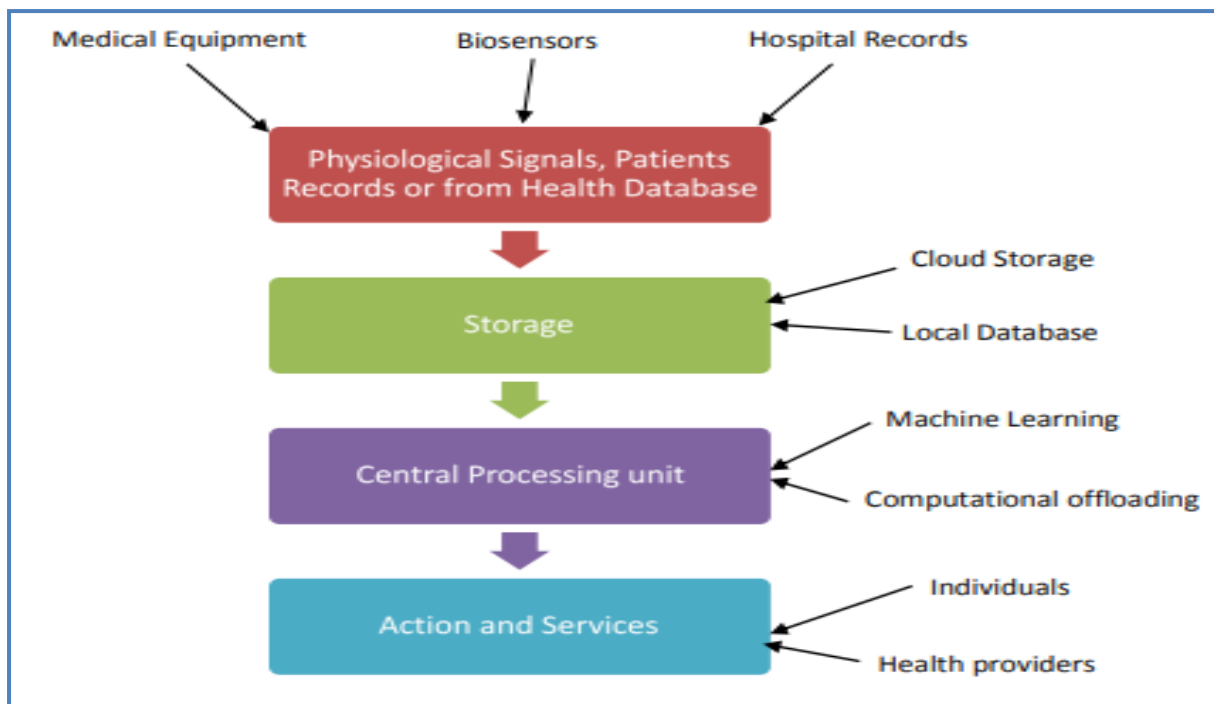 Medical Equipment
Biosensors
Hospital Records
Physiological Signals, Patients
Records or from Health Database
Cloud Storage
Storage
Local Database
Machine Learning
Central Processing unit
Computational offloading
Individuals
Action and Services
Health providers